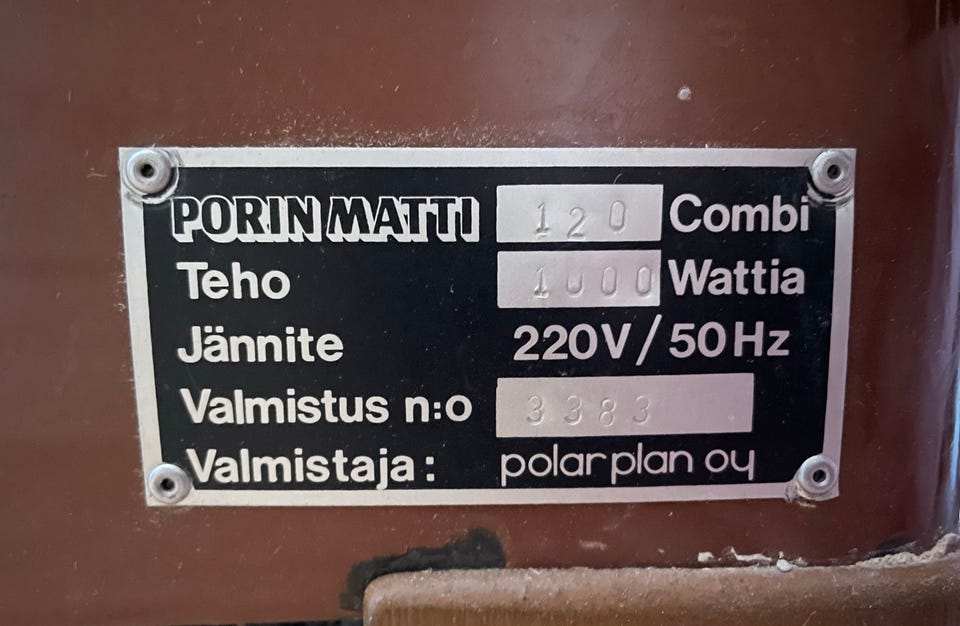 PORIN MATTI 120 Combi
Teho 1000 Wattia
Jännite 220V/50Hz
Valmistus n:o 3383
Valmistaja: polarplan oy